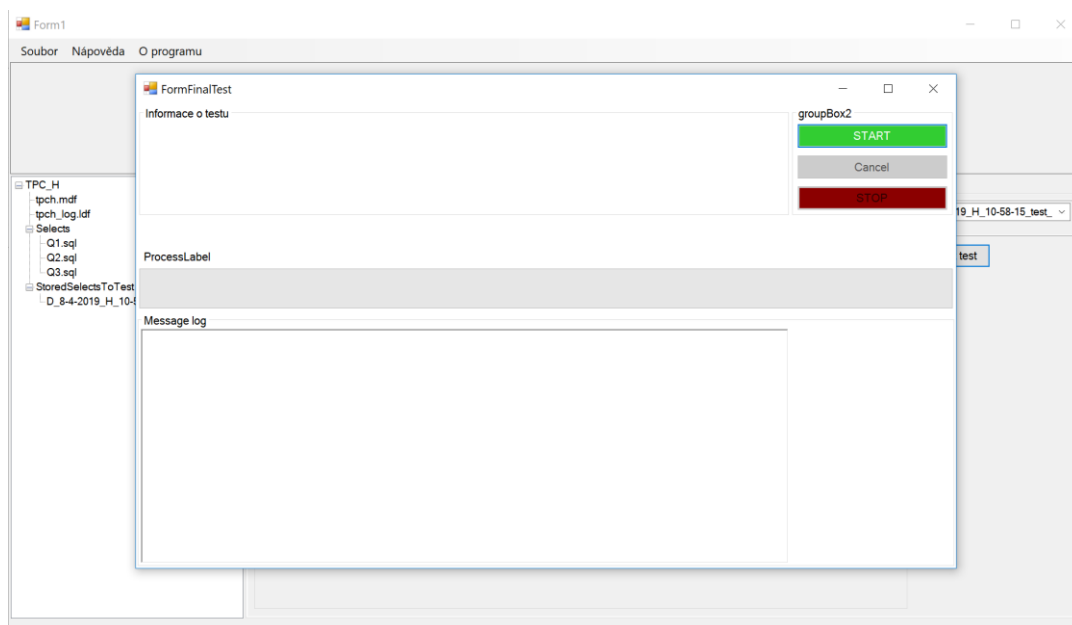 Form1
Soubor Nápověda O programu
FormFinalTest
Informace o testu
groupBox2
START
Cancel
STOP
TPC_H
tpch.mdf
tpch_log.ldf
Selects
Q1.sql
Q2.sql
Q3.sql
StoredSelectsToTest
D_8-4-2019_H_10-5
19_H_10-58-15_test_
test
ProcessLabel
Message log